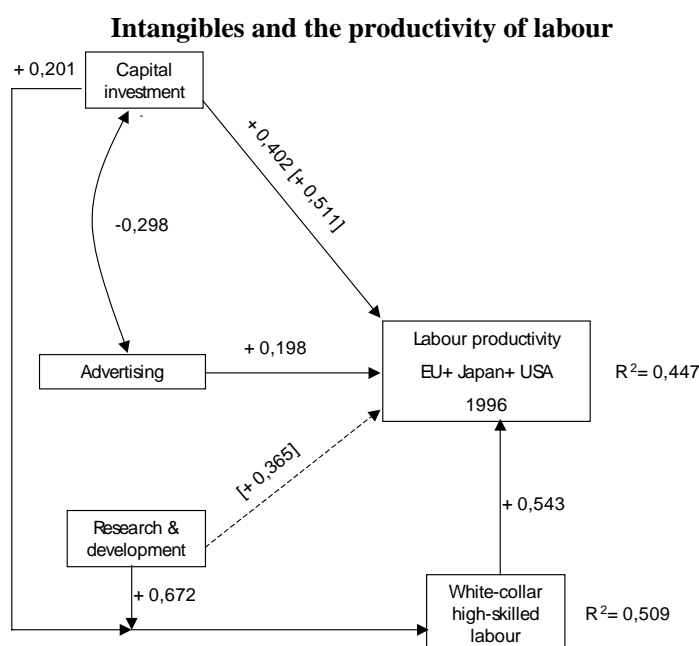 Intangibles and the productivity of labour
+ 0,201
Capital
investment
+ 0,402 [+ 0,511]
-0,298
Advertising
+ 0,198
Labour productivity
EU+ Japan+ USA
1996
R²= 0,447
[+ 0,365]
Research &
development
+ 0,672
+ 0,543
White-collar
high-skilled
labour
R²= 0,509